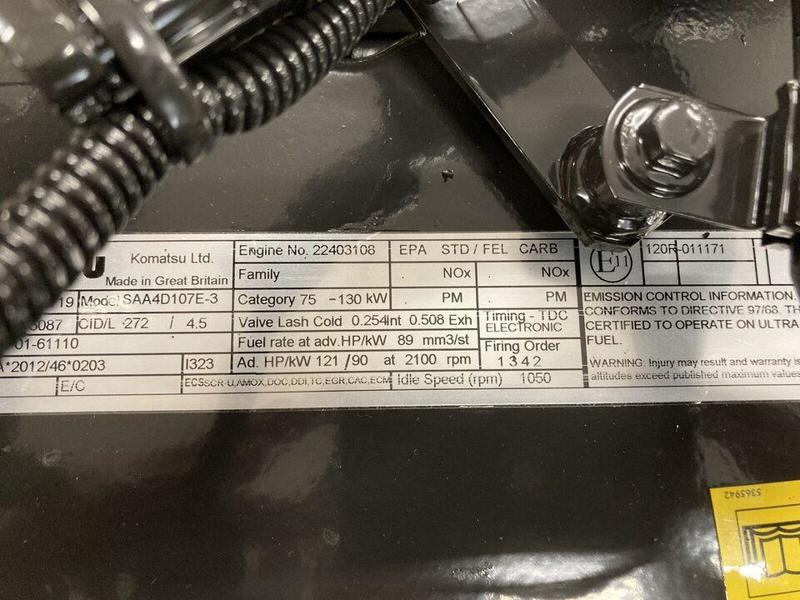 Komatsu Ltd.
Made in Great Britain
19 Model SAA4D107E-3
CID/L 272 / 4.5
01-61110
A*2012/46*0203 I323
E/C
Engine No. 22403108 EPA STD / FEL CARB
Family NOx NOx
Category 75 -130 kW . PM . PM
Valve Lash Cold 0.254Int 0.508 Exh
Timing - TDC
ELECTRONIC
Fuel rate at adv.HP/kW 89 mm3/st
Firing Order
1 3 4 2
Ad. HP/kW 121 /90 at 2100 rpm
ECS SCR-U,AMOX,DOC,DDI,TC,EGR,CAC,ECM Idle Speed (rpm) 1050
E11 120R-011171
EMISSION CONTROL INFORMATION.
CONFORMS TO DIRECTIVE 97/68. TH
CERTIFIED TO OPERATE ON ULTRA
FUEL.
WARNING: Injury may result and warranty is
altitudes exceed published maximum values
5365942